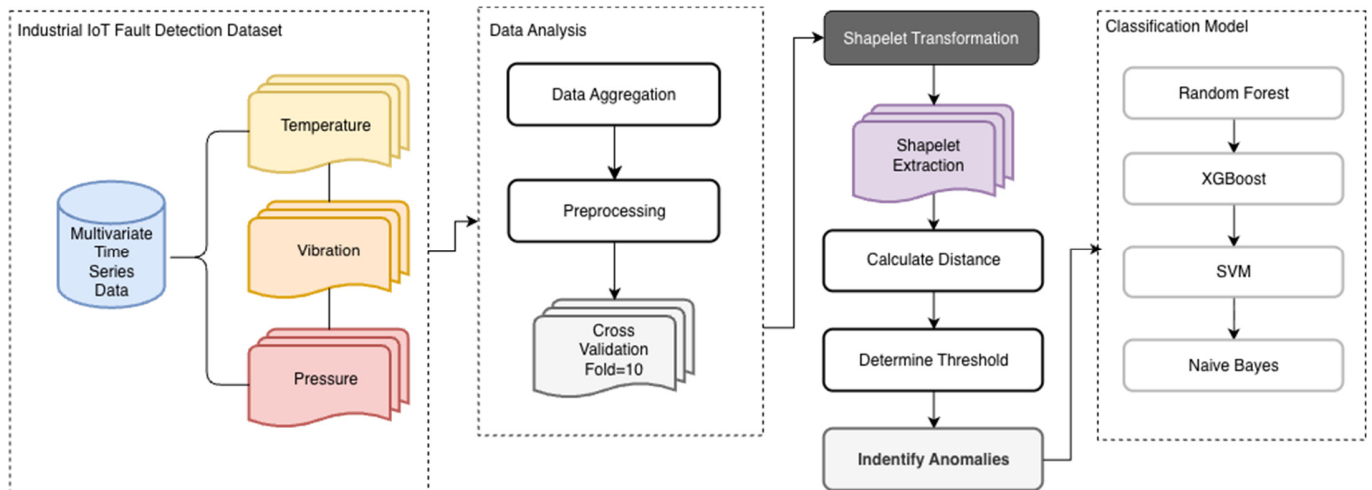 Industrial IoT Fault Detection Dataset
Multivariate
Time
Series
Data
Temperature
Vibration
Pressure
Data Analysis
Data Aggregation
Preprocessing
Cross
Validation
Fold=10
Shapelet Transformation
Shapelet
Extraction
Calculate Distance
Determine Threshold
Indentify Anomalies
Classification Model
Random Forest
XGBoost
SVM
Naive Bayes